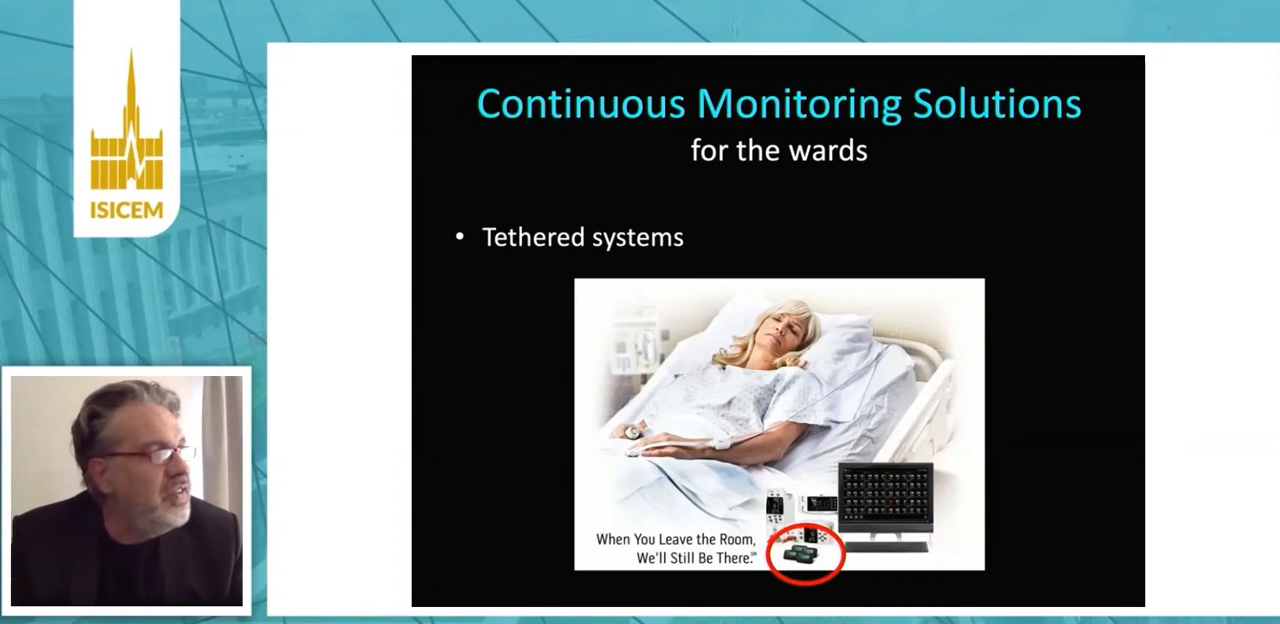 ISICEM
Continuous Monitoring Solutions
for the wards
• Tethered systems
When You Leave the Room,
We'll Still Be There.℠